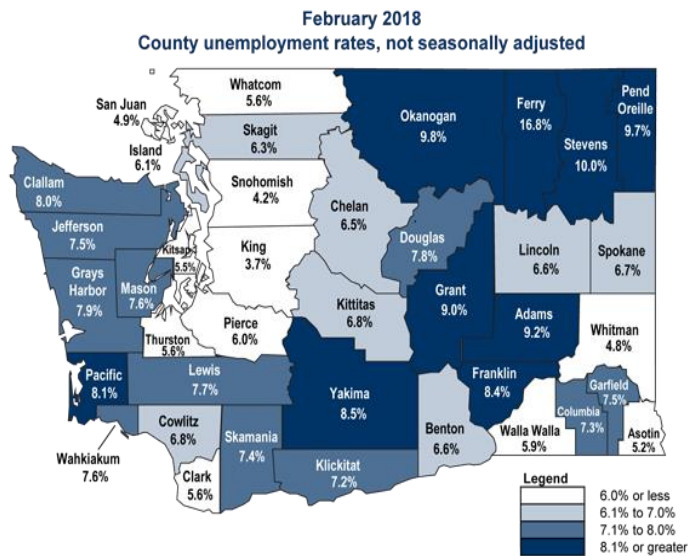 February 2018
County unemployment rates, not seasonally adjusted
Whatcom
5.6%
San Juan
4.9%
Skagit
6.3%
Island
6.1%
Okanogan
9.8%
Ferry
16.8%
Stevens
10.0%
Pend
Oreille
9.7%
Clallam
8.0%
Snohomish
4.2%
Chelan
6.5%
Jefferson
7.5%
Kitsap
5.5%
King
3.7%
Douglas
7.8%
Lincoln
6.6%
Spokane
6.7%
Grays
Harbor
7.9%
Mason
7.6%
Kittitas
6.8%
Grant
9.0%
Adams
9.2%
Whitman
4.8%
Thurston
5.6%
Pierce
6.0%
Pacific
8.1%
Lewis
7.7%
Yakima
8.5%
Franklin
8.4%
Garfield
7.5%
Columbia
7.3%
Asotin
5.2%
Walla Walla
5.9%
Benton
6.6%
Cowlitz
6.8%
Skamania
7.4%
Wahkiakum
7.6%
Clark
5.6%
Klickitat
7.2%
Legend
6.0% or less
6.1% to 7.0%
7.1% to 8.0%
8.1% or greater